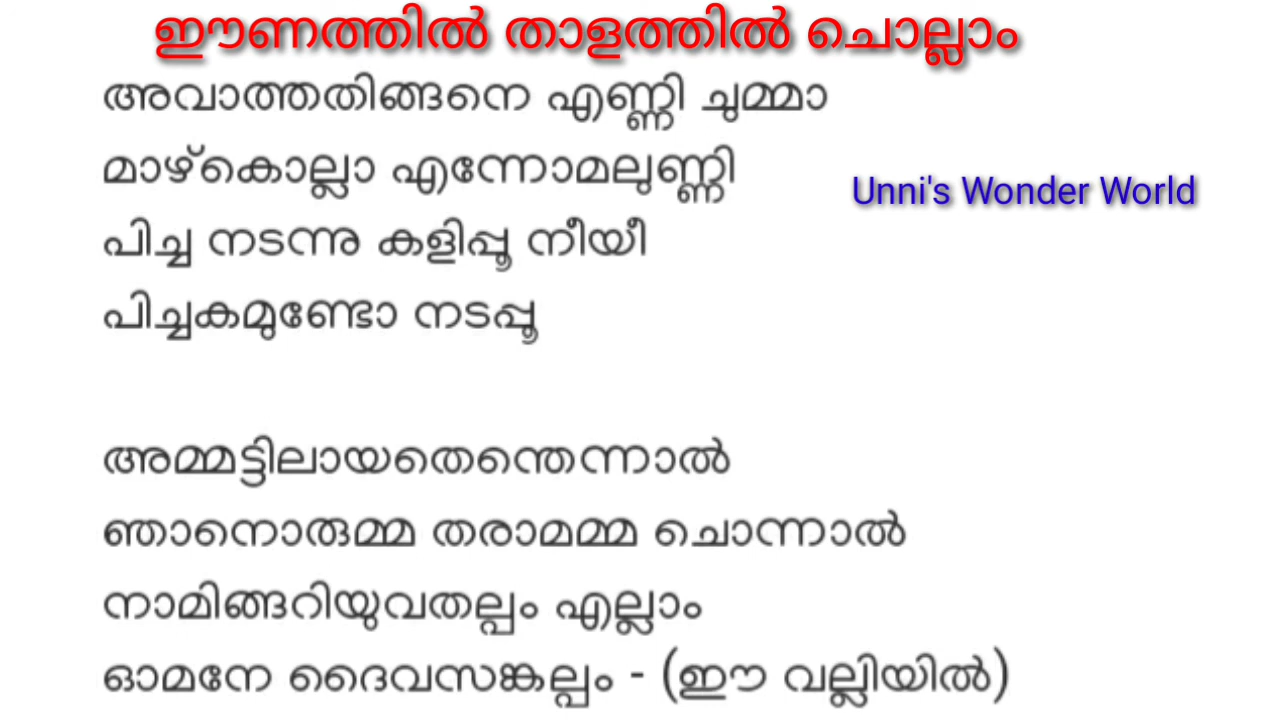 ഈണത്തിൽ താളത്തിൽ ചൊല്ലാം
അവാത്തതിങ്ങനെ എണ്ണി ചുമ്മാ
മാഴ്കൊല്ലാ എന്നോമലുണ്ണി
Unni's Wonder World
പിച്ച നടന്നു കളിപ്പൂ നീയീ
പിച്ചകമുണ്ടോ നടപ്പൂ
അമ്മട്ടിലായതെന്തെന്നാൽ
ഞാനൊരുമ്മ തരാമമ്മ ചൊന്നാൽ
നാമിങ്ങറിയുവതല്പം എല്ലാം
ഓമനേ ദൈവസങ്കല്പം - (ഈ വല്ലിയിൽ)